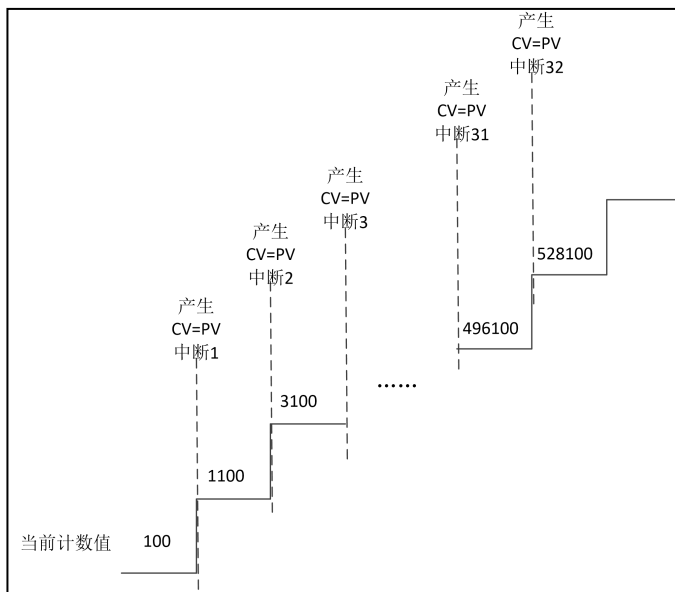 产生
CV=PV
中断32
产生
CV=PV
中断31
产生
CV=PV
中断3
产生
CV=PV
中断2
产生
CV=PV
中断1
528100
496100
……
3100
1100
当前计数值 100